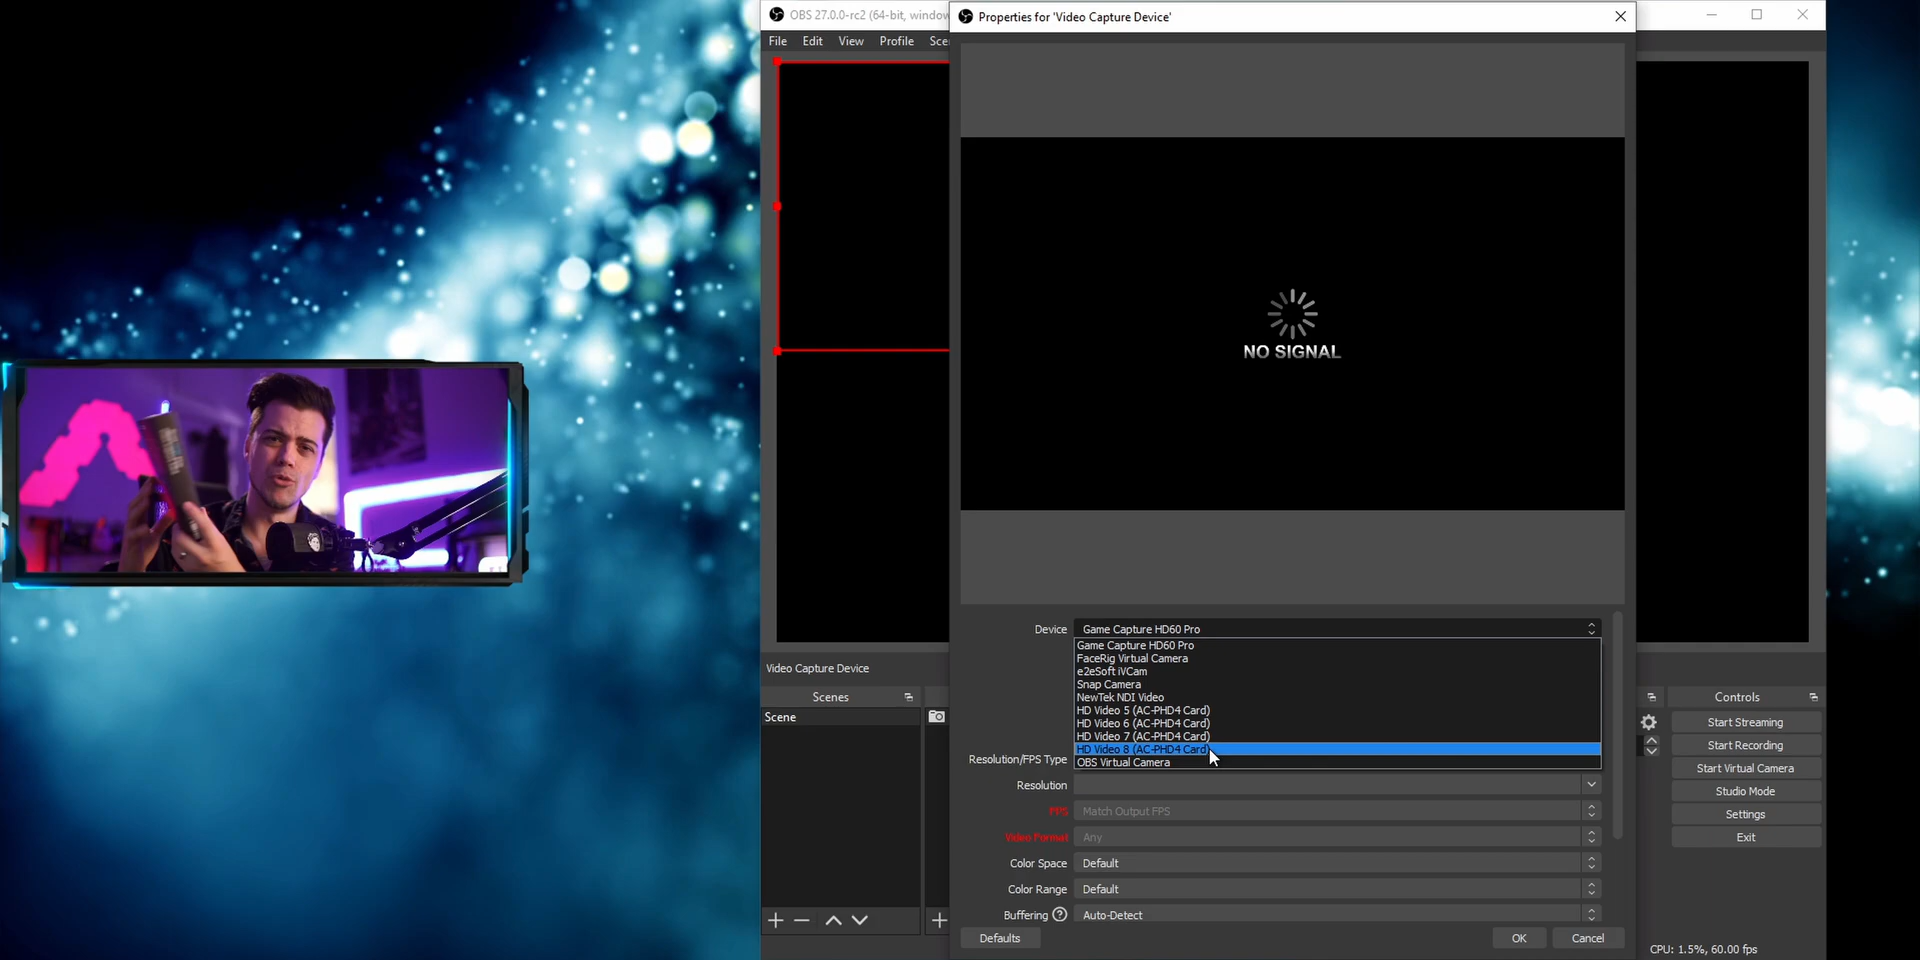 OBS 27.0.0-rc2 (64-bit, window
Properties for 'Video Capture Device'
File Edit View Profile Sce
NO SIGNAL
Device Game Capture HD60 Pro
Game Capture HD60 Pro
FaceRig Virtual Camera
e2eSoft iVCam
Snap Camera
NewTek NDI Video
HD Video 5 (AC-PHD4 Card)
HD Video 6 (AC-PHD4 Card)
HD Video 7 (AC-PHD4 Card)
HD Video 8 (AC-PHD4 Card)
OBS Virtual Camera
Resolution/FPS Type
Resolution
FPS Match Output FPS
Video Format Any
Color Space Default
Color Range Default
Buffering ? Auto-Detect
Defaults OK Cancel
Video Capture Device
Scenes
Scene
Controls
Start Streaming
Start Recording
Start Virtual Camera
Studio Mode
Settings
Exit
CPU: 1.5%, 60.00 fps